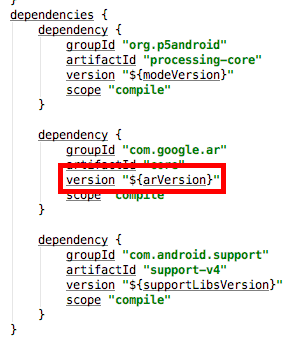 }
dependencies {
dependency {
groupId "org.p5android"
artifactId "processing-core"
version "${modeVersion}"
scope "compile"
}
dependency {
groupId "com.google.ar"
artifactId "core"
version "${arVersion}"
scope "compile"
}
dependency {
groupId "com.android.support"
artifactId "support-v4"
version "${supportLibsVersion}"
scope "compile"
}
}